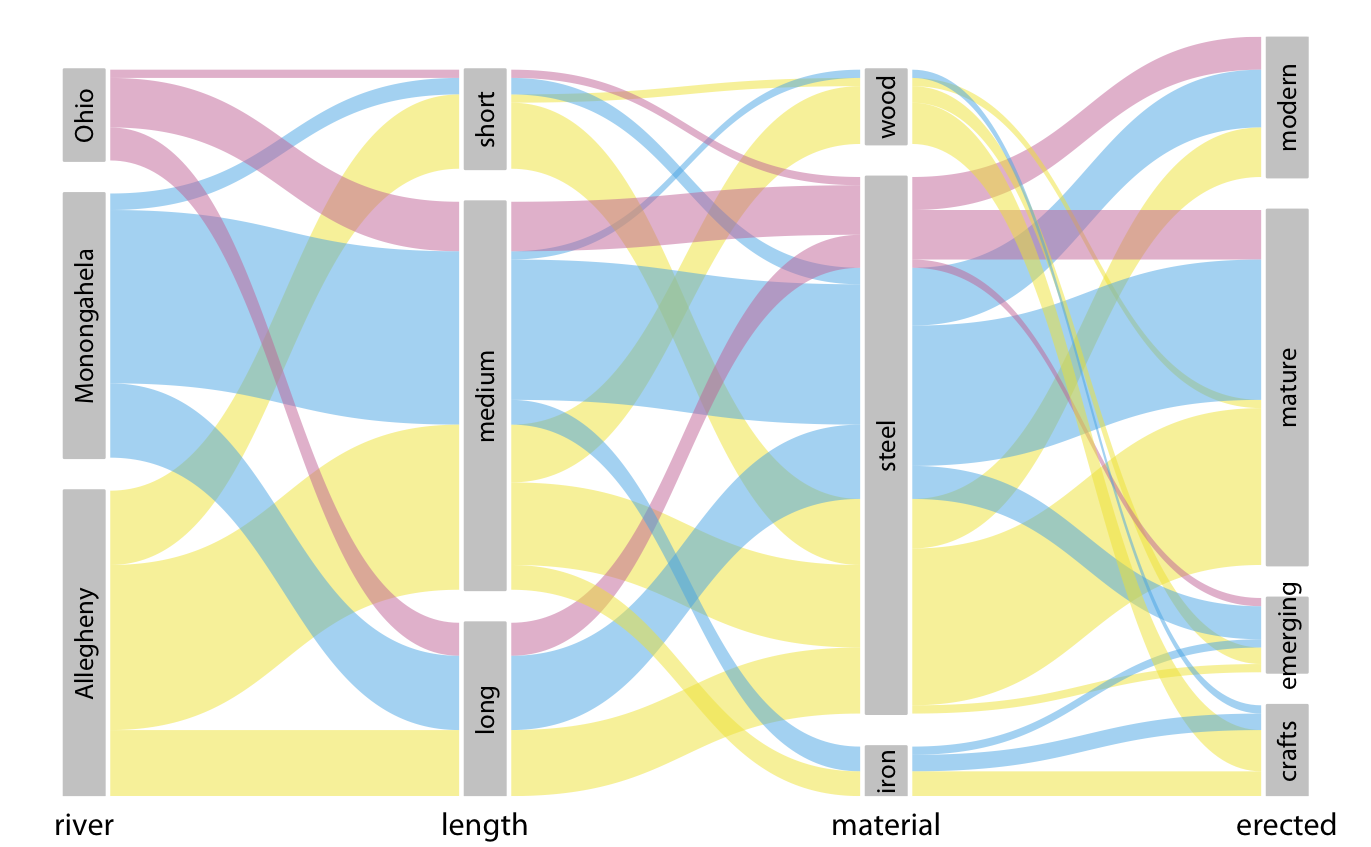 Ohio
Monongahela
Allegheny
short
medium
long
wood
steel
iron
modern
mature
emerging
crafts
river
length
material
erected